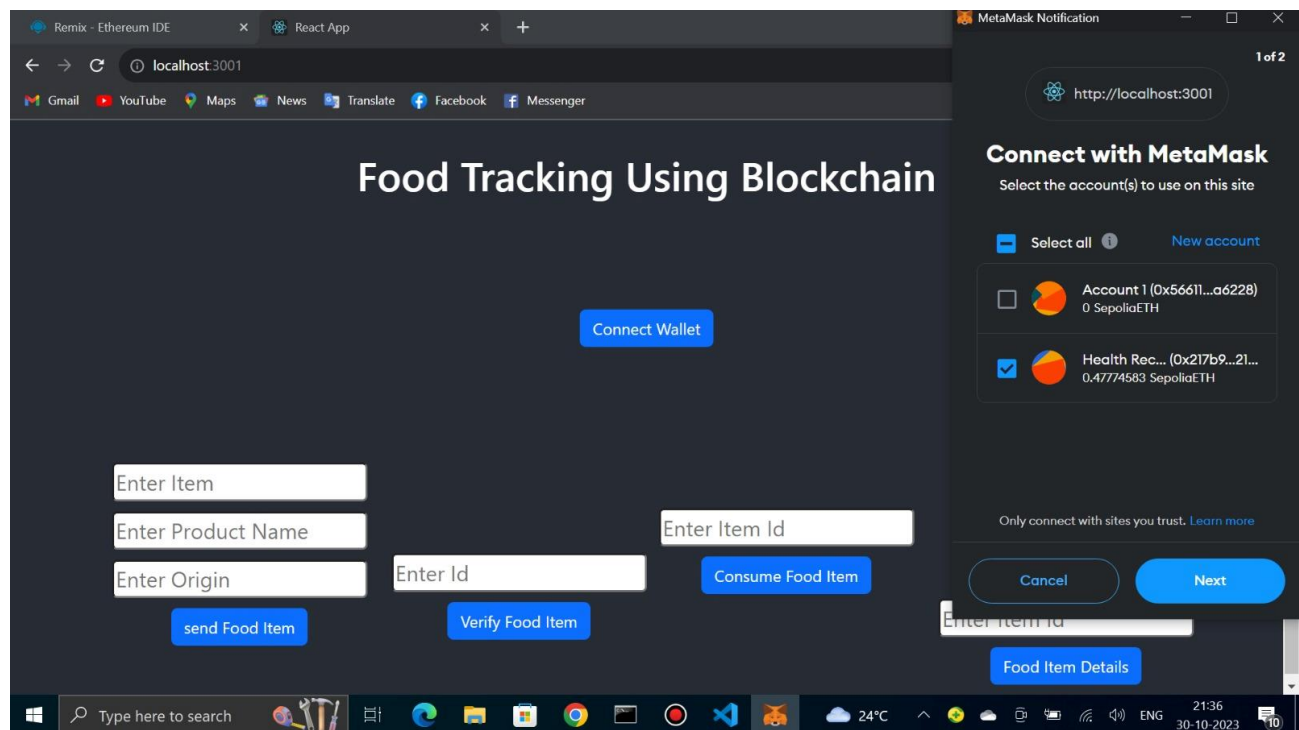 Remix - Ethereum IDE
React App
MetaMask Notification
localhost:3001
1 of 2
Gmail YouTube Maps News Translate Facebook Messenger
http://localhost:3001
Food Tracking Using Blockchain
Connect with MetaMask
Select the account(s) to use on this site
Select all
New account
Account 1 (0x56611...a6228)
0 SepoliaETH
Connect Wallet
Health Rec... (0x217b9...21...
0.47774583 SepoliaETH
Enter Item
Enter Product Name
Enter Origin
send Food Item
Enter Id
Verify Food Item
Enter Item Id
Consume Food Item
Only connect with sites you trust. Learn more
Cancel
Next
Enter Item Id
Food Item Details
Type here to search
24°C
ENG
21:36
30-10-2023
10